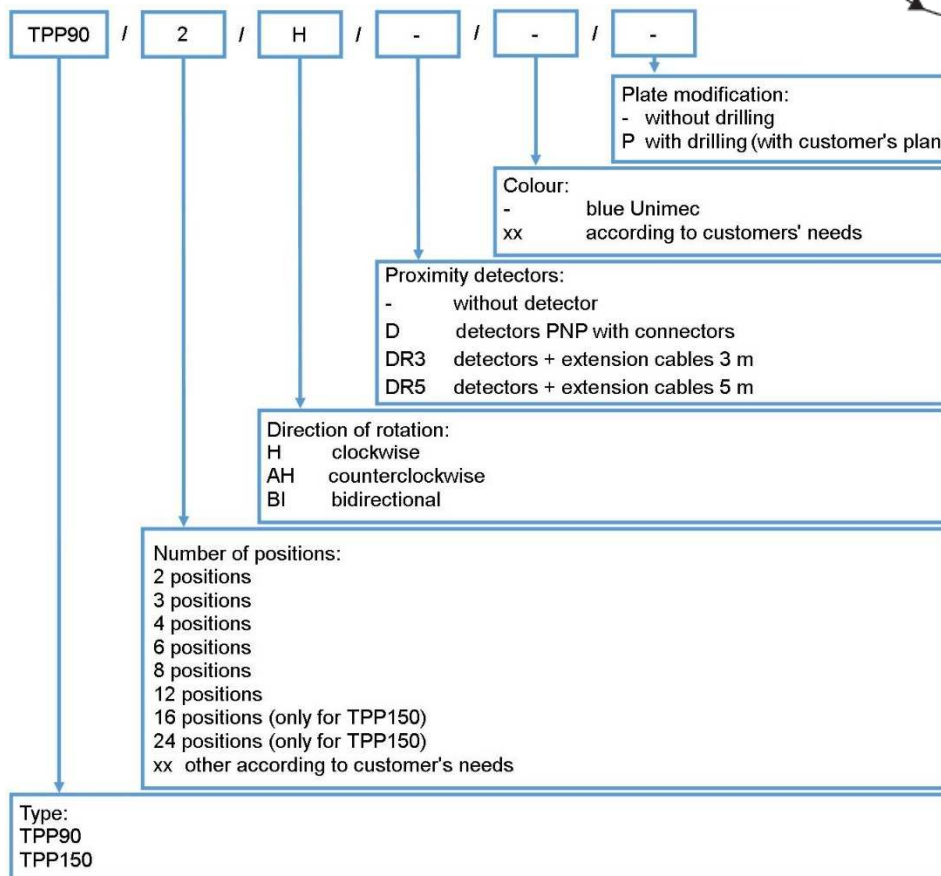 TPP90 / 2 / H / - / - / -
Plate modification:
- without drilling
P with drilling (with customer's plan
Colour:
- blue Unimec
xx according to customers' needs
Proximity detectors:
- without detector
D detectors PNP with connectors
DR3 detectors + extension cables 3 m
DR5 detectors + extension cables 5 m
Direction of rotation:
H clockwise
AH counterclockwise
BI bidirectional
Number of positions:
2 positions
3 positions
4 positions
6 positions
8 positions
12 positions
16 positions (only for TPP150)
24 positions (only for TPP150)
xx other according to customer's needs
Type:
TPP90
TPP150